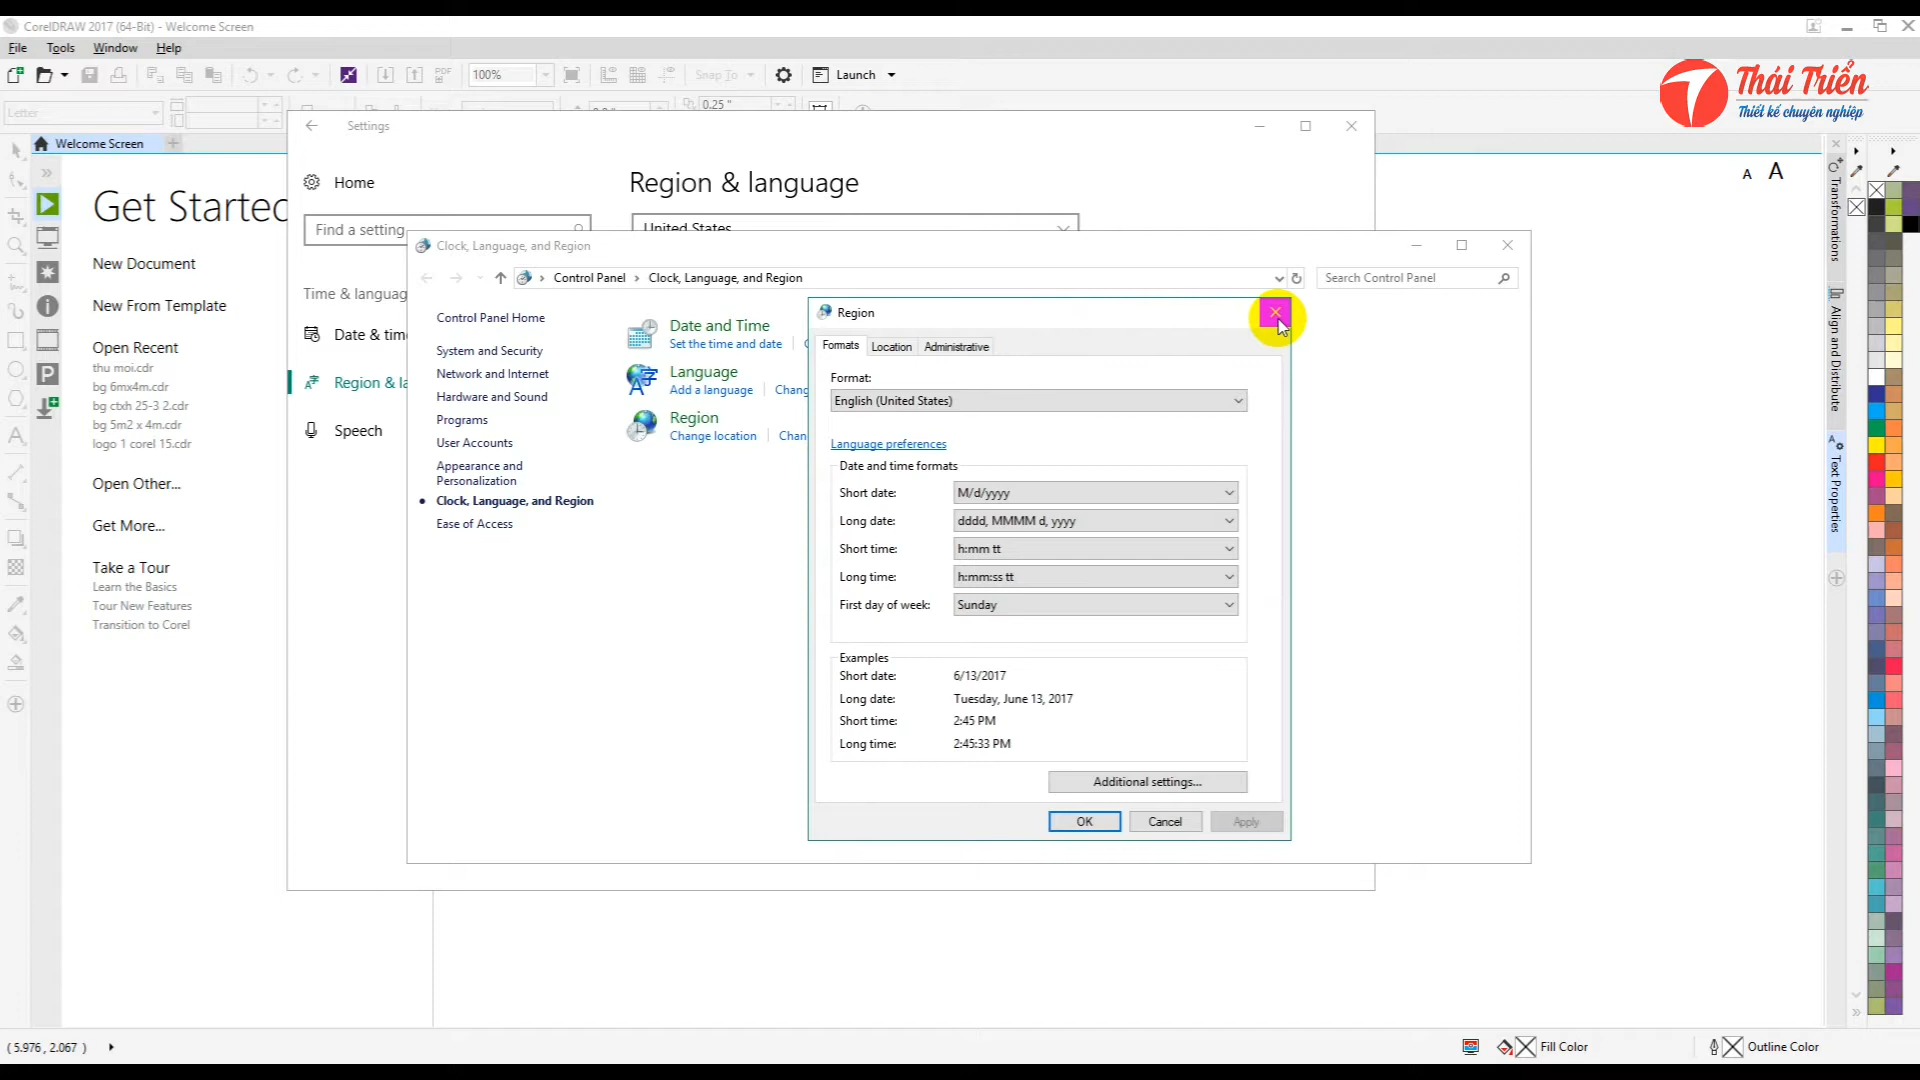 CorelDRAW 2017 (64-Bit) - Welcome Screen
File Tools Window Help
100%
Snap To
Launch
Thái Triển
Thiết kế chuyên nghiệp
Letter
0.25 "
Settings
Welcome Screen
Home
Region & language
Find a setting
United States
Get Started
New Document
New From Template
Open Recent
thu moi.cdr
bg 6mx4m.cdr
bg ctxh 25-3 2.cdr
bg 5m2 x 4m.cdr
logo 1 corel 15.cdr
Open Other...
Get More...
Take a Tour
Learn the Basics
Tour New Features
Transition to Corel
Time & languag
Date & time
Region & la
Speech
Clock, Language, and Region
Control Panel › Clock, Language, and Region
Search Control Panel
Control Panel Home
System and Security
Network and Internet
Hardware and Sound
Programs
User Accounts
Appearance and
Personalization
Clock, Language, and Region
Ease of Access
Date and Time
Set the time and date
Language
Add a language
Chang
Region
Change location
Chan
Region
Formats Location Administrative
Format:
English (United States)
Language preferences
Date and time formats
Short date: M/d/yyyy
Long date: dddd, MMMM d, yyyy
Short time: h:mm tt
Long time: h:mm:ss tt
First day of week: Sunday
Examples
Short date: 6/13/2017
Long date: Tuesday, June 13, 2017
Short time: 2:45 PM
Long time: 2:45:33 PM
Additional settings...
OK Cancel Apply
A A
Transformations
Align and Distribute
Text Properties
( 5.976 , 2.067 )
Fill Color
Outline Color